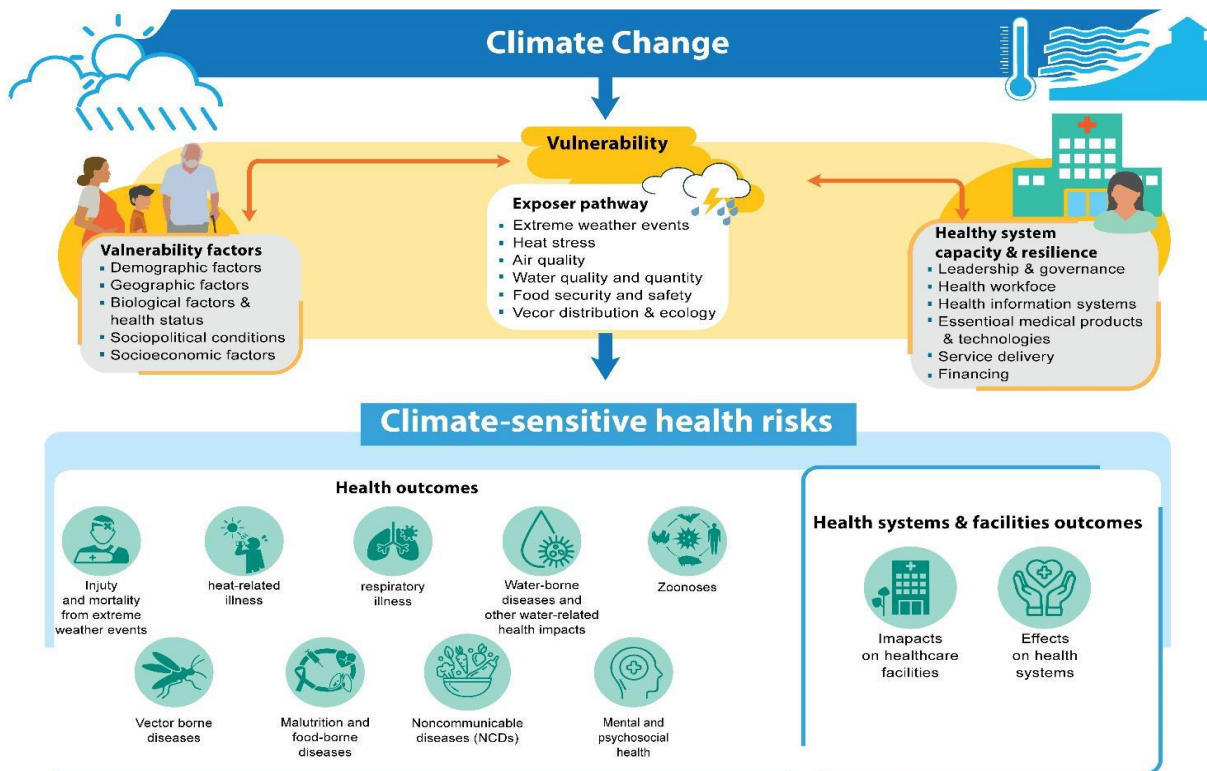 Climate Change
Vulnerability
Valnerability factors
▪ Demographic factors
▪ Geographic factors
▪ Biological factors &
health status
▪ Sociopolitical conditions
▪ Socioeconomic factors
Exposer pathway
▪ Extreme weather events
▪ Heat stress
▪ Air quality
▪ Water quality and quantity
▪ Food security and safety
▪ Vecor distribution & ecology
Healthy system
capacity & resilience
▪ Leadership & governance
▪ Health workfoce
▪ Health information systems
▪ Essentioal medical products
& technologies
▪ Service delivery
▪ Financing
Climate-sensitive health risks
Health outcomes
Injuty
and mortality
from extreme
weather events
heat-related
illness
respiratory
illness
Water-borne
diseases and
other water-related
health impacts
Zoonoses
Vector borne
diseases
Malutrition and
food-borne
diseases
Noncommunicable
diseases (NCDs)
Mental and
psychosocial
health
Health systems & facilities outcomes
Imapacts
on healthcare
facilities
Effects
on health
systems